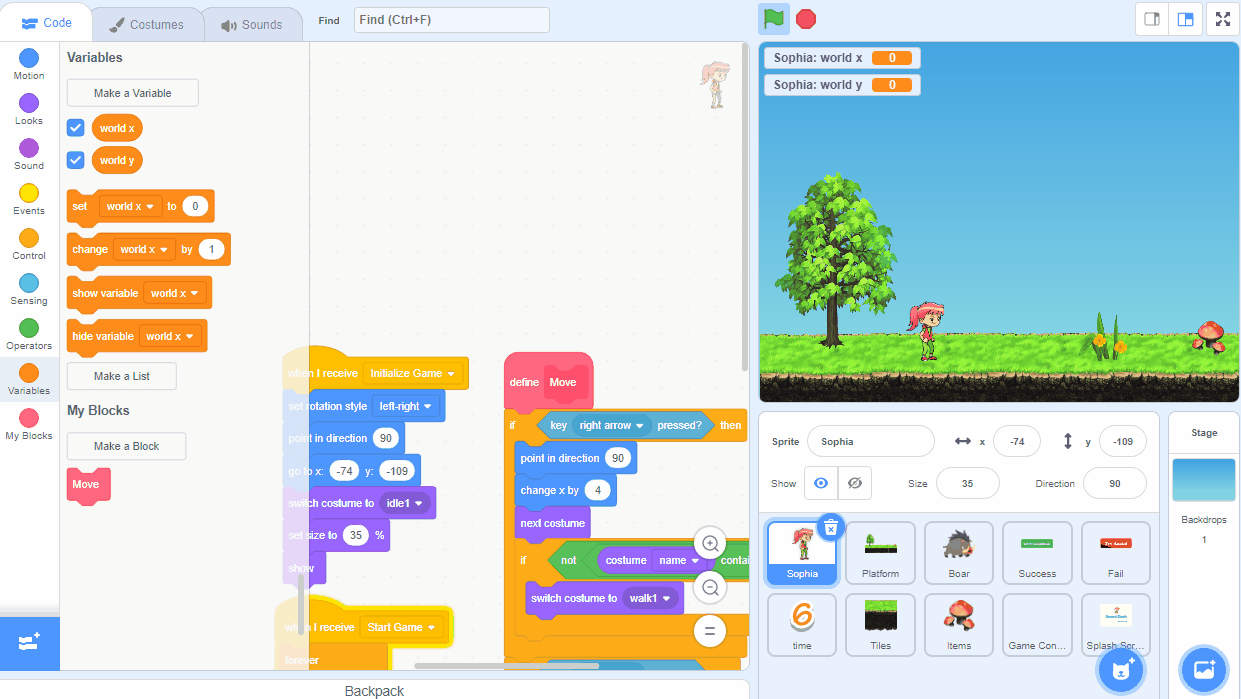 Code
Costumes
Sounds
Find
Find (Ctrl+F)
Motion
Looks
Sound
Events
Control
Sensing
Operators
Variables
My Blocks
Variables
Make a Variable
world x
world y
set world x to 0
change world x by 1
show variable world x
hide variable world x
Make a List
My Blocks
Make a Block
Move
when I receive Initialize Game
set rotation style left-right
point in direction 90
go to x: -74 y: -109
switch costume to idle1
set size to 35 %
show
when I receive Start Game
forever
define Move
if key right arrow pressed? then
point in direction 90
change x by 4
next costume
if not costume name contai
switch costume to walk1
Backpack
Sophia: world x 0
Sophia: world y 0
Sprite Sophia x -74 y -109
Show Size 35 Direction 90
Sophia
Platform
Boar
Success
Fail
time
Tiles
Items
Game Con...
Splash Scr...
Stage
Backdrops
1